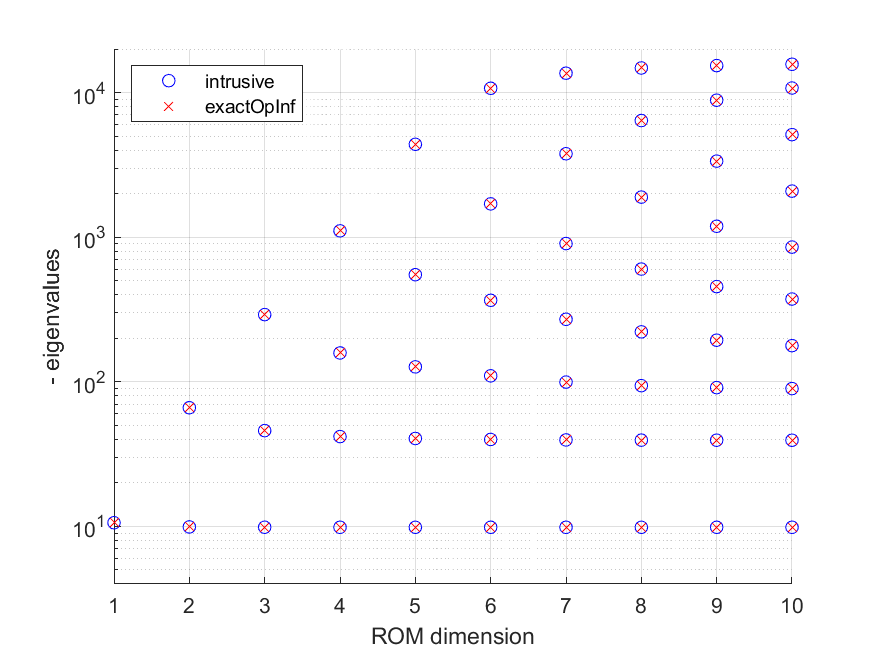 intrusive
exactOpInf
10^4
10^3
10^2
10^1
- eigenvalues
1 2 3 4 5 6 7 8 9 10
ROM dimension